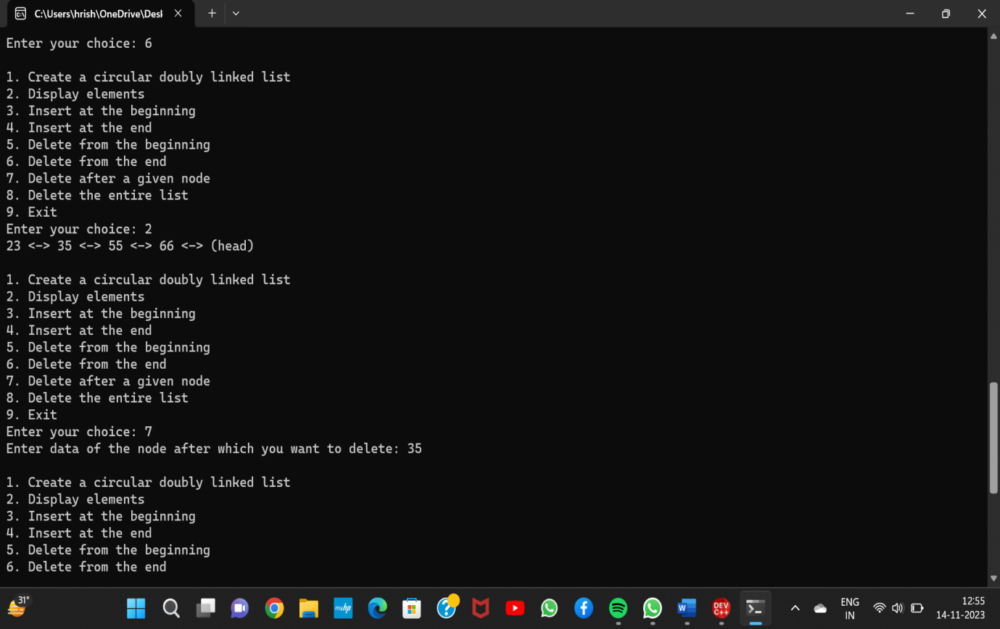 C:\Users\hrish\OneDrive\Desl
Enter your choice: 6
1. Create a circular doubly linked list
2. Display elements
3. Insert at the beginning
4. Insert at the end
5. Delete from the beginning
6. Delete from the end
7. Delete after a given node
8. Delete the entire list
9. Exit
Enter your choice: 2
23 <-> 35 <-> 55 <-> 66 <-> (head)
1. Create a circular doubly linked list
2. Display elements
3. Insert at the beginning
4. Insert at the end
5. Delete from the beginning
6. Delete from the end
7. Delete after a given node
8. Delete the entire list
9. Exit
Enter your choice: 7
Enter data of the node after which you want to delete: 35
1. Create a circular doubly linked list
2. Display elements
3. Insert at the beginning
4. Insert at the end
5. Delete from the beginning
6. Delete from the end
31°
myhp
W
DEV C++
ENG
IN
12:55
14-11-2023